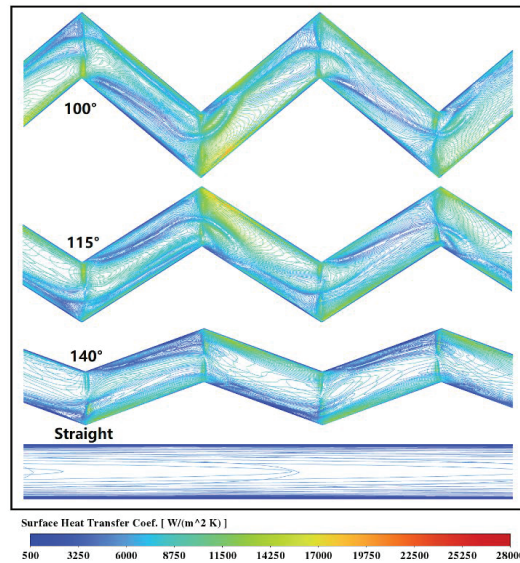 100°
115°
140°
Straight
Surface Heat Transfer Coef. [ W/(m^2 K) ]
500 3250 6000 8750 11500 14250 17000 19750 22500 25250 28000